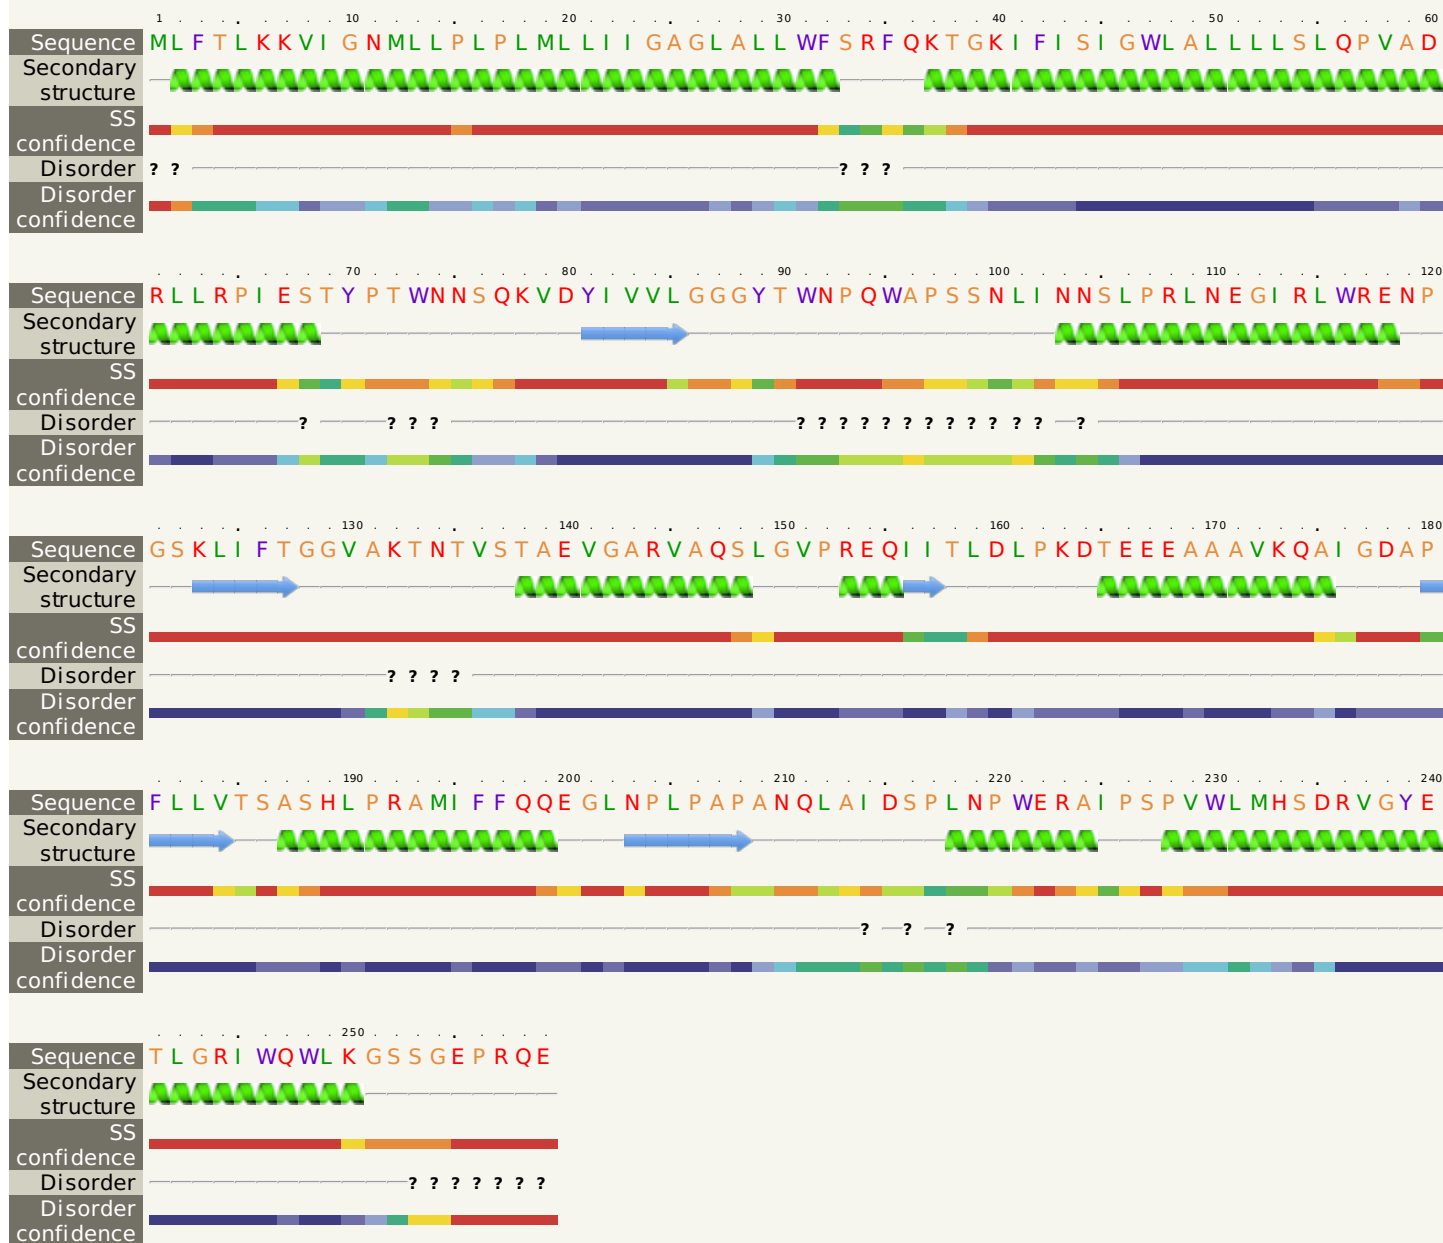 1 10 20 30 40 50 60
Sequence MLFTLKKVIGNMLLPLPLMLLIIGAGLALLWFSRFQKTGKIFISIGWLALLLLSLQPVAD
Secondary
structure
SS
confidence
Disorder ? ? ? ? ?
Disorder
confidence
70 80 90 100 110 120
Sequence RLLRPIESTYPTWNNSQKVDYIVVLGGGYTWNPQWAPSSNLINNSLPRLNEGIRLWRENP
Secondary
structure
SS
confidence
Disorder ? ? ? ? ? ? ? ? ? ? ? ? ? ? ? ? ?
Disorder
confidence
130 140 150 160 170 180
Sequence GSKLIFTGGVAKTNTVSTAEVGARVAQSLGVPREQIITLDLPKDTEEEAAAVKQAIGDAP
Secondary
structure
SS
confidence
Disorder ? ? ? ?
Disorder
confidence
190 200 210 220 230 240
Sequence FLLVTSASHLPRAMIFFQQEGLNPLPAPANQLAIDSPLNPWERAIPSPVWLMHSDRVGYE
Secondary
structure
SS
confidence
Disorder ? ? ?
Disorder
confidence
250
Sequence TLGRIWQWLKGSSGEPRQE
Secondary
structure
SS
confidence
Disorder ? ? ? ? ? ? ?
Disorder
confidence